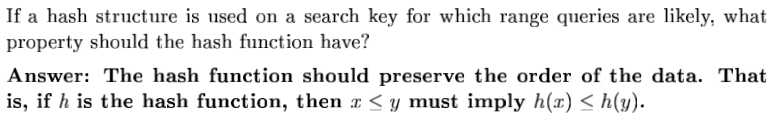 If a hash structure is used on a search key for which range queries are likely, what
property should the hash function have?
Answer: The hash function should preserve the order of the data. That
is, if h is the hash function, then x ≤ y must imply h(x) ≤ h(y).